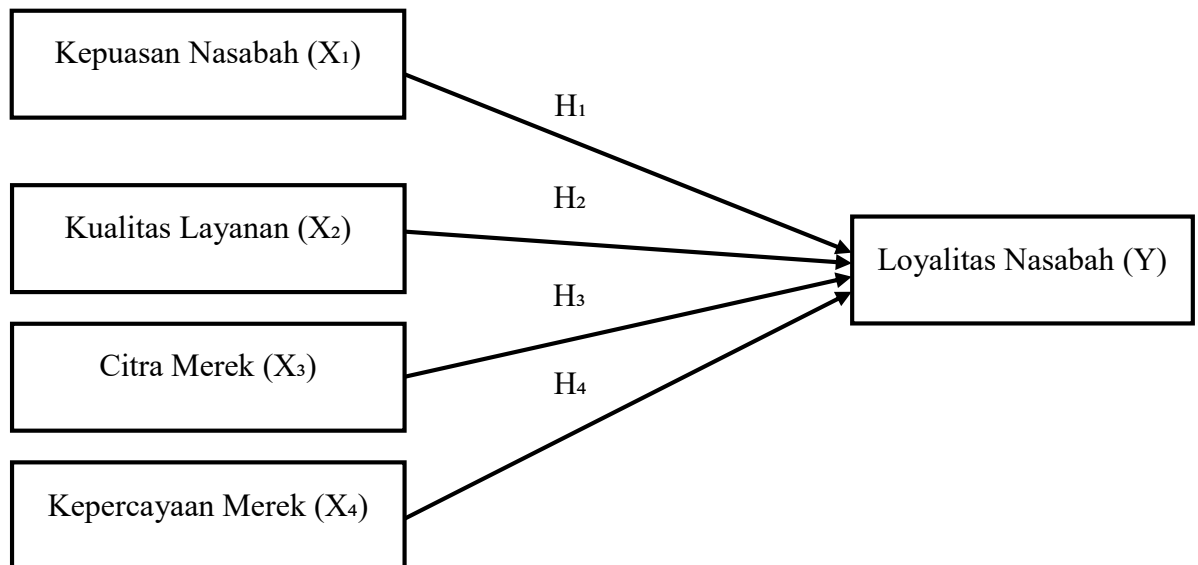 Kepuasan Nasabah (X₁)
H₁
Kualitas Layanan (X₂)
H₂
Loyalitas Nasabah (Y)
Citra Merek (X₃)
H₃
Kepercayaan Merek (X₄)
H₄